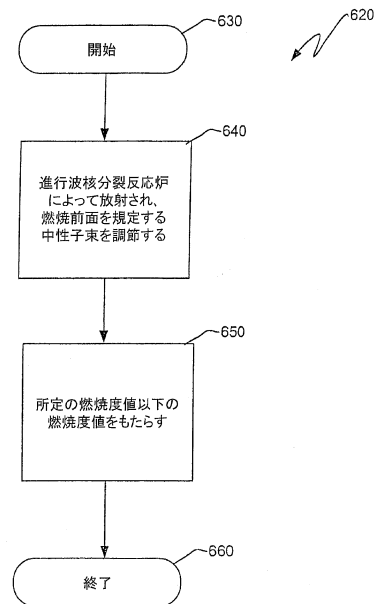 630
620
開始
640
進行波核分裂反応炉
によって放射され、
燃焼前面を規定する
中性子束を調節する
650
所定の燃焼度値以下の
燃焼度値をもたらす
660
終了